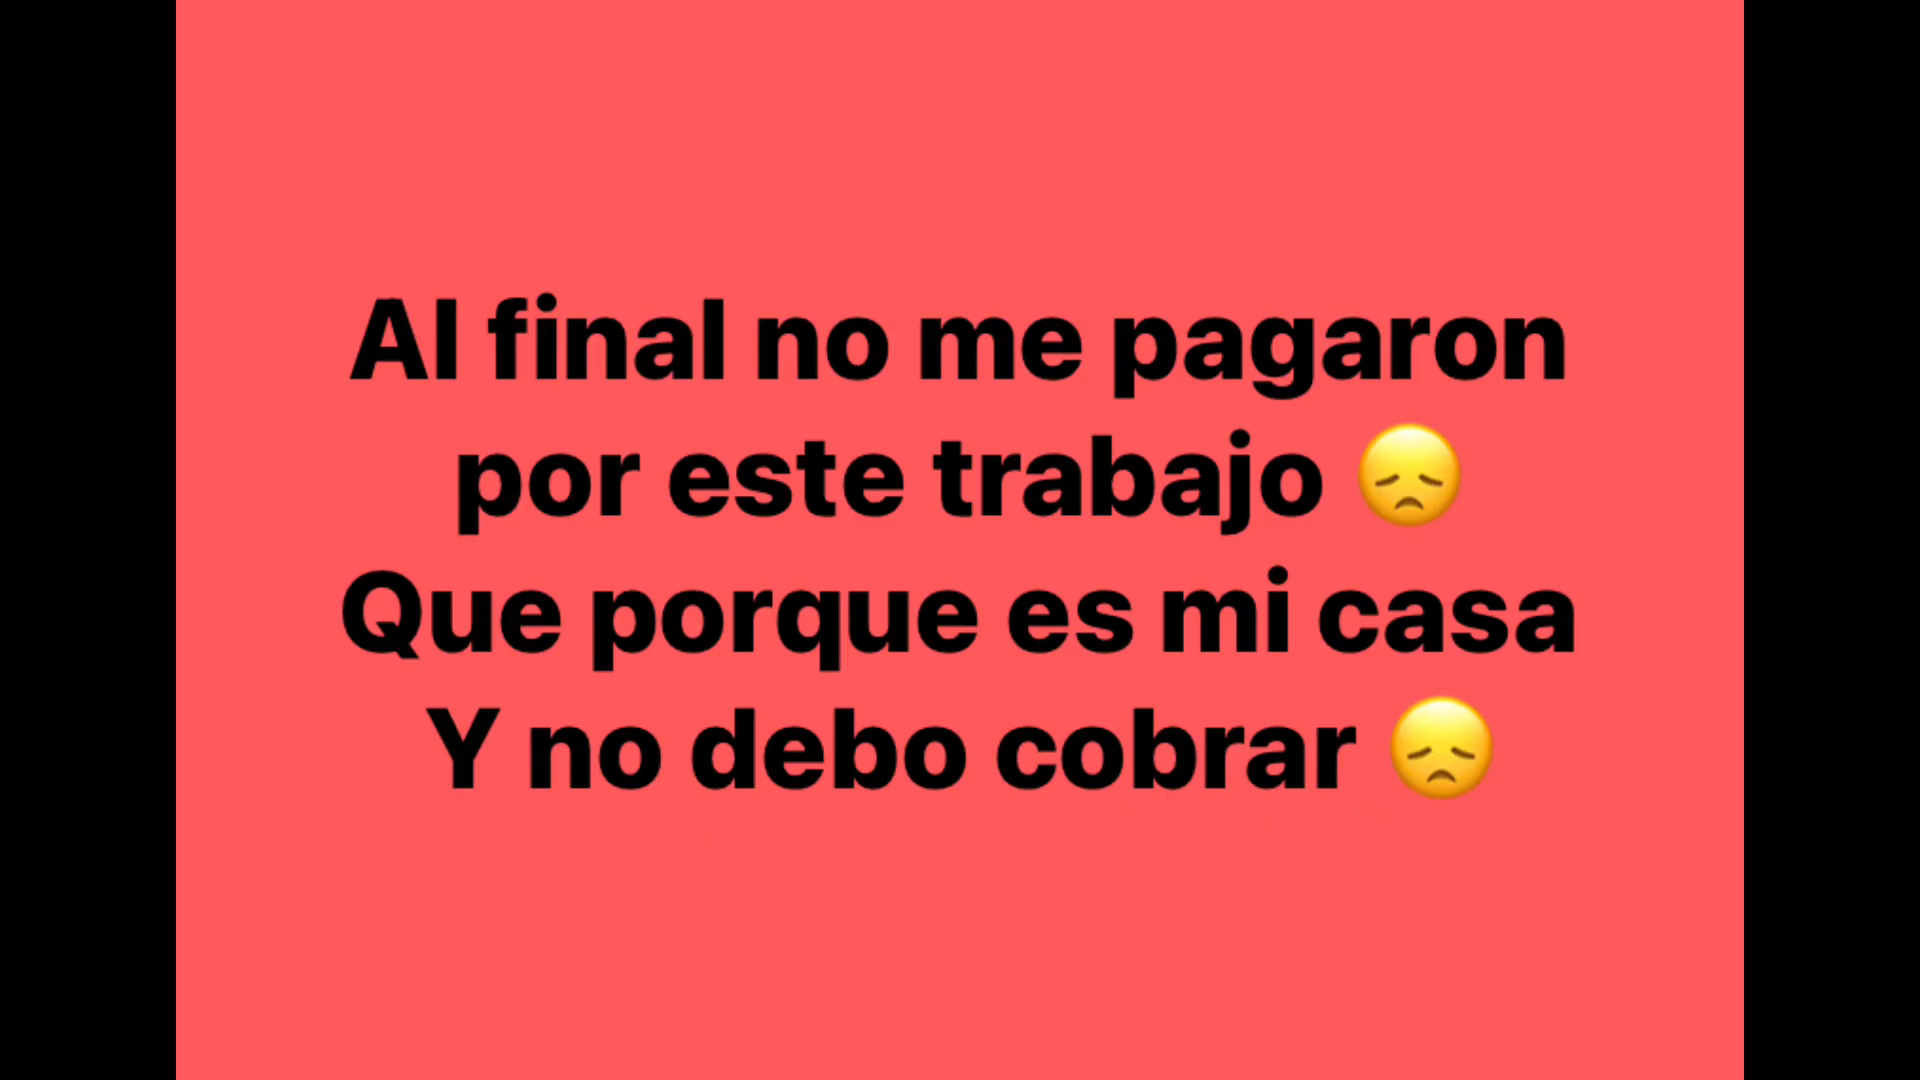 Al final no me pagaron
por este trabajo 😞
Que porque es mi casa
Y no debo cobrar 😞